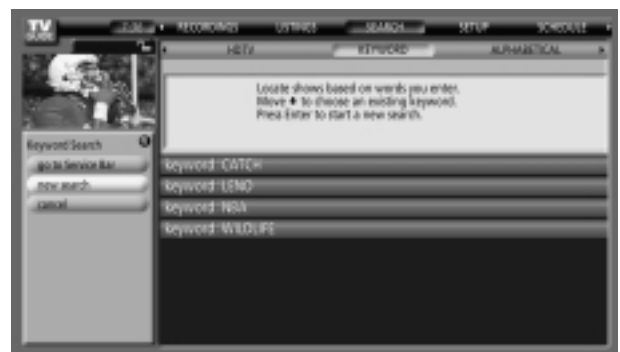 TV GUIDE
7:30 RECORDINGS LISTINGS SEARCH SETUP SCHEDULE
HDTV KEYWORD ALPHABETICAL
Locate shows based on words you enter.
Move to choose an existing keyword.
Press Enter to start a new search.
Keyword Search
go to Service Bar
new search
cancel
keyword: CATCH
keyword: LENO
keyword: NBA
keyword: WILDLIFE